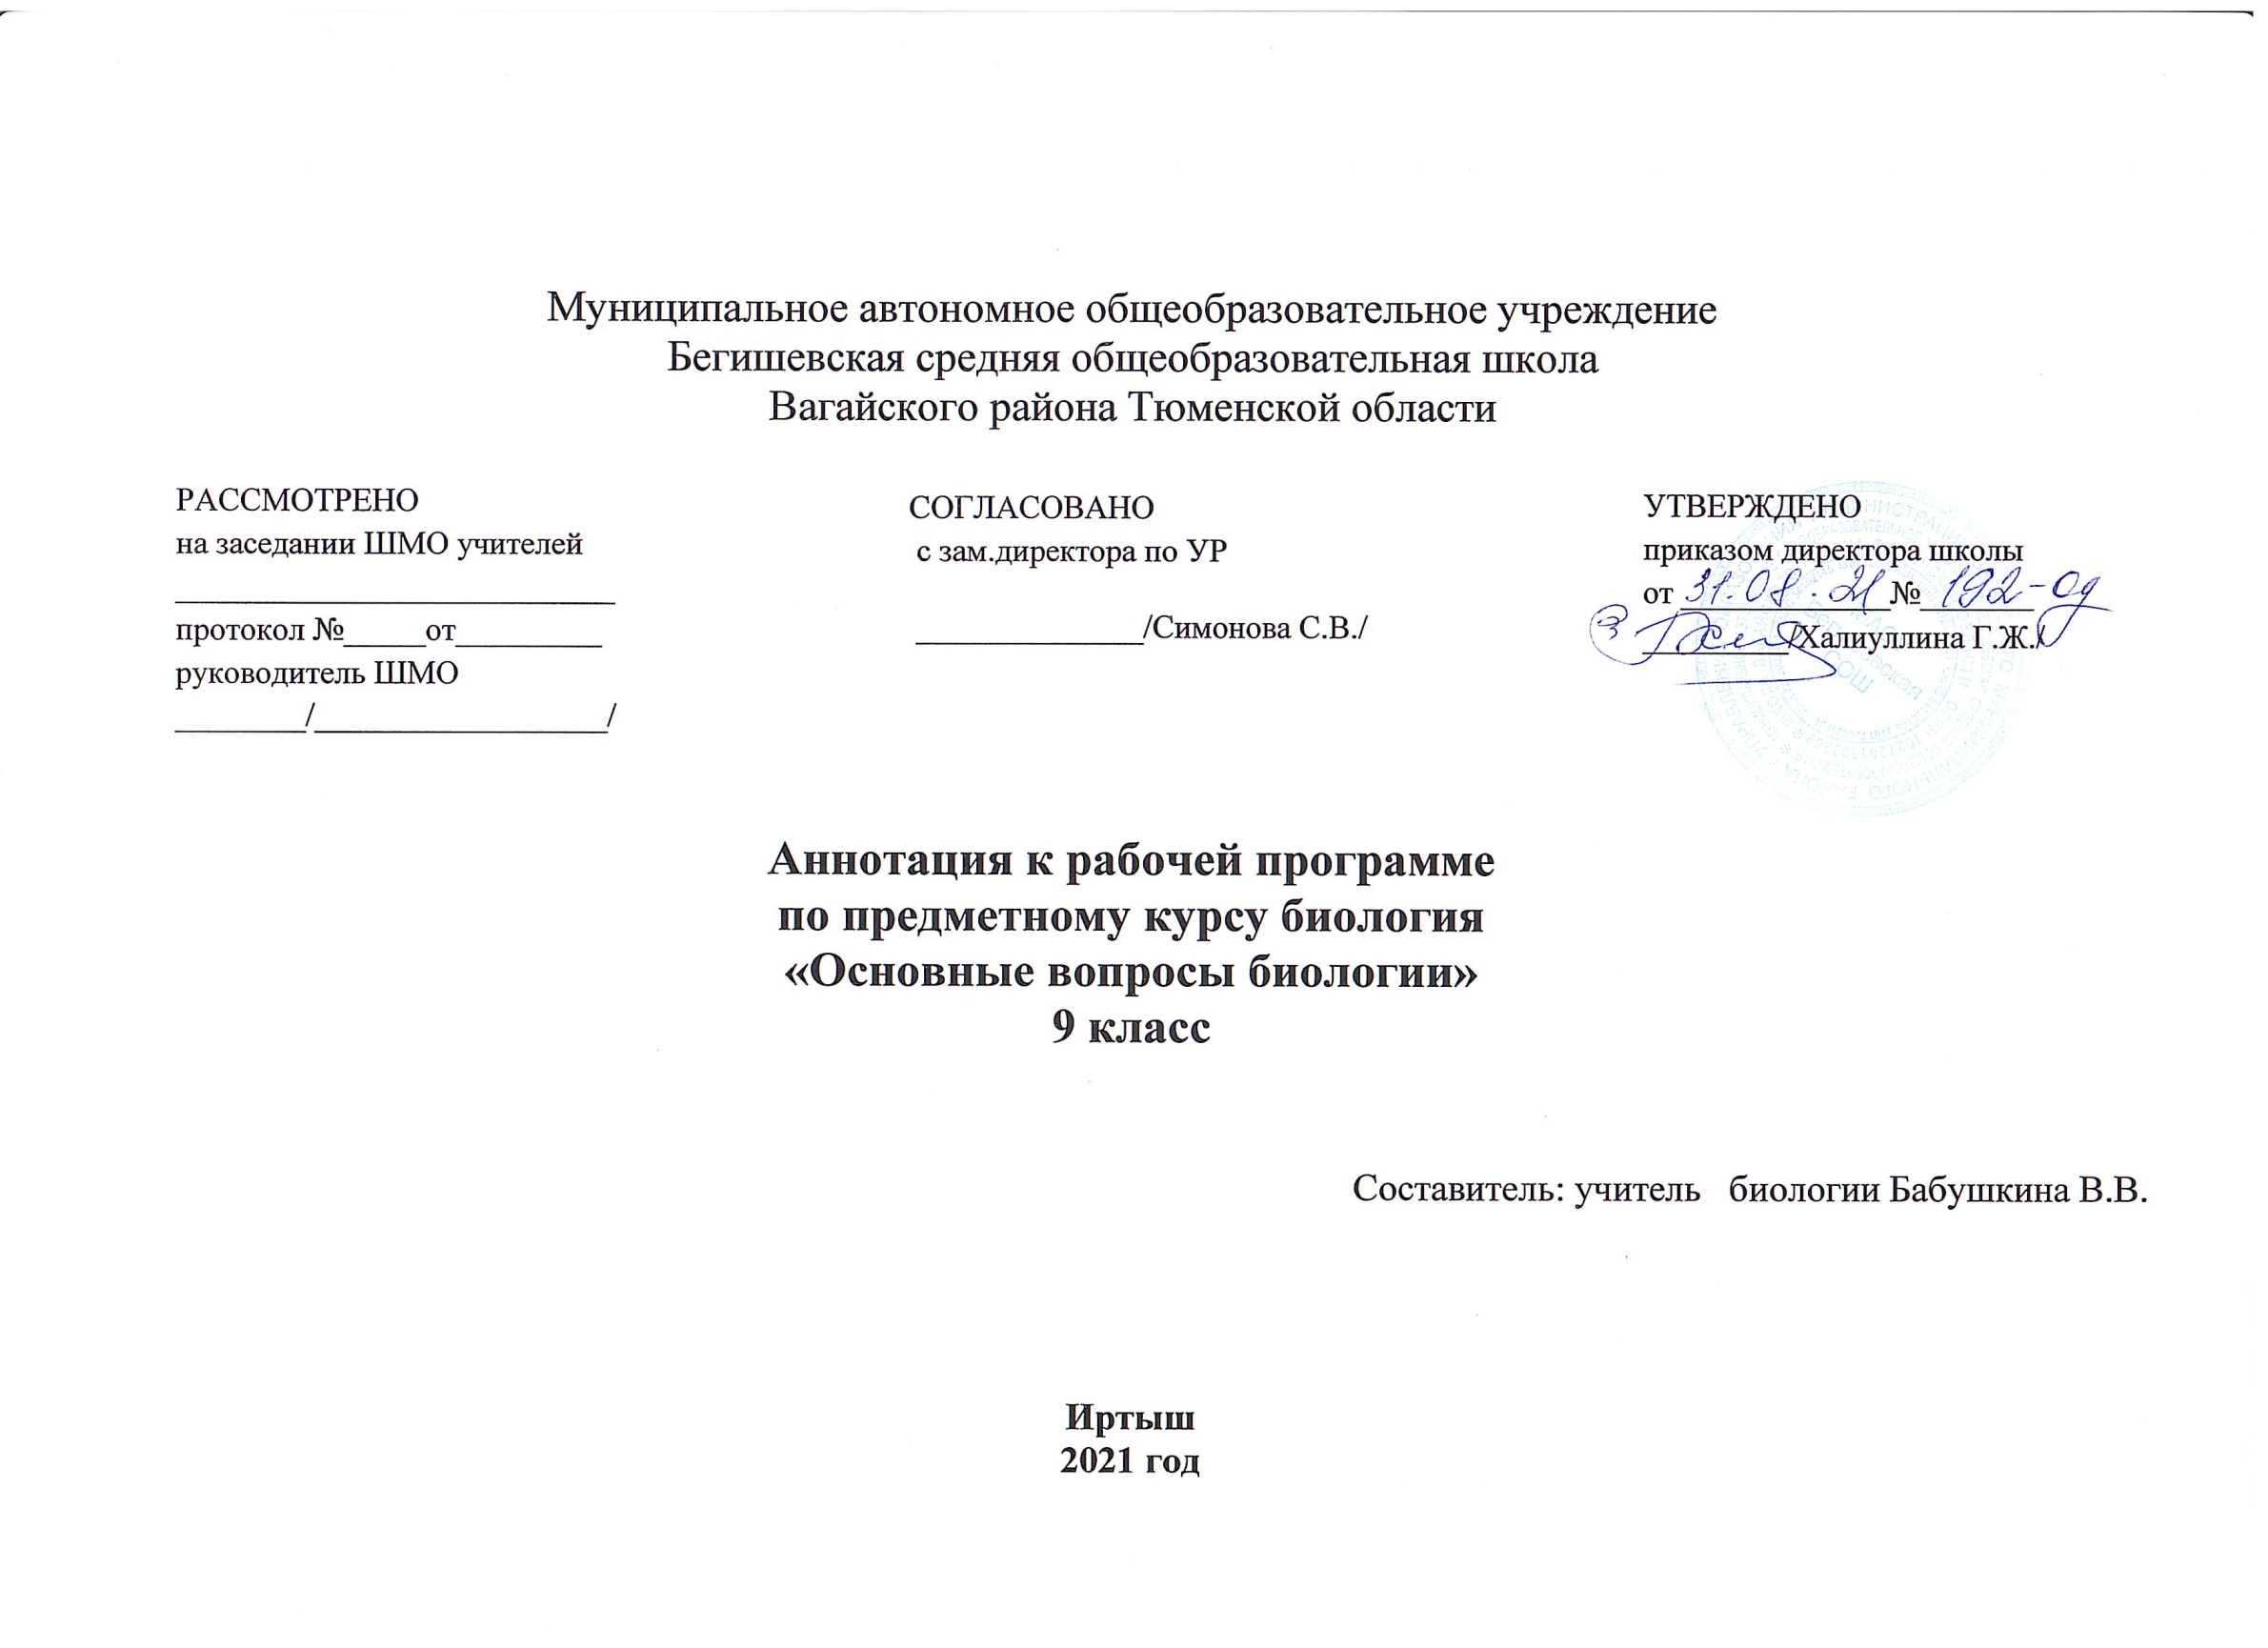 Муниципальное автономное общеобразовательное учреждение
Бегишевская средняя общеобразовательная школа
Вагайского района Тюменской области
РАССМОТРЕНО
на заседании ШМО учителей
протокол №_____от_________
руководитель ШМО
________/__________________/
СОГЛАСОВАНО
с зам.директора по УР
______________/Симонова С.В./
УТВЕРЖДЕНО
приказом директора школы
от 31.08.21 № 192-од
_________/Халиуллина Г.Ж./
СОШ
Аннотация к рабочей программе
по предметному курсу биология
«Основные вопросы биологии»
9 класс
Составитель: учитель биологии Бабушкина В.В.
Иртыш
2021 год